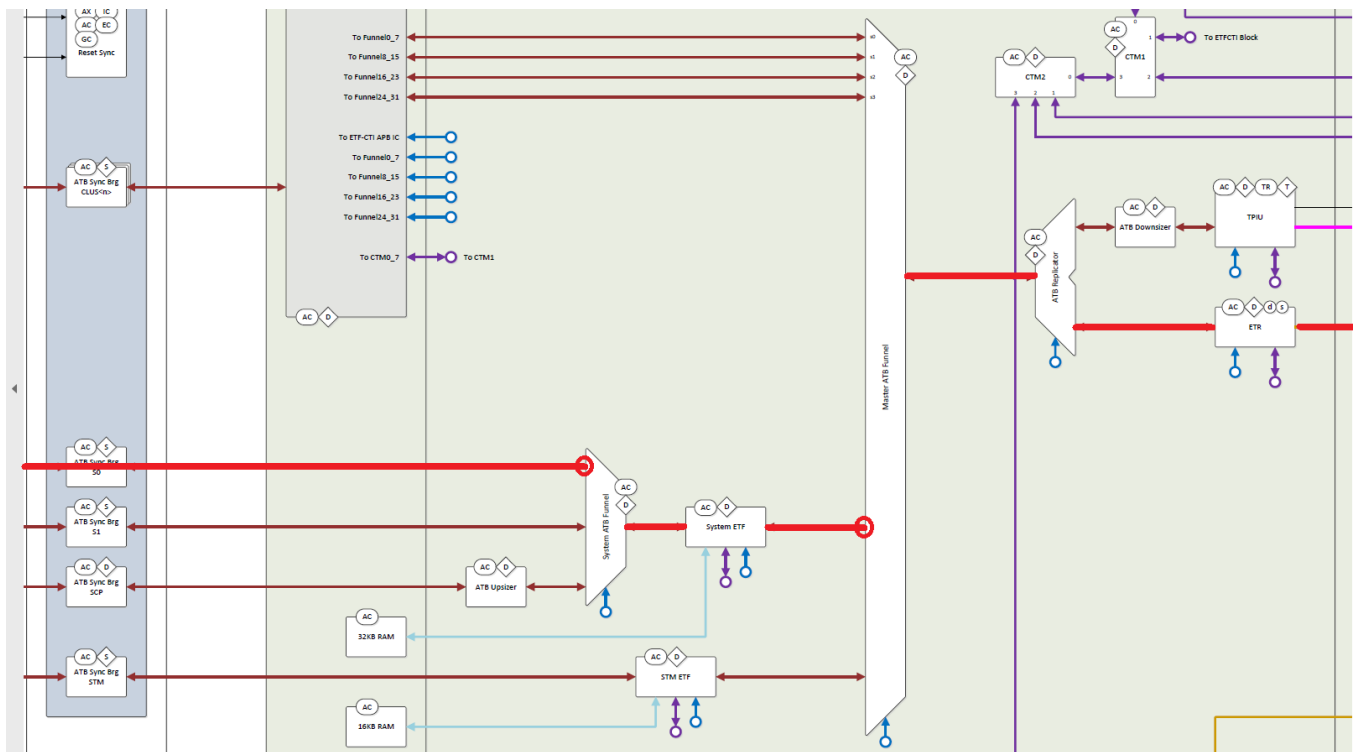 AX IC
AC EC
GC
Reset Sync
To Funnel0_7
To Funnel8_15
To Funnel16_23
To Funnel24_31
To ETF-CTI APB IC
To Funnel0_7
To Funnel8_15
To Funnel16_23
To Funnel24_31
To CTM0_7
To CTM1
AC D
AC S
ATB Sync Brg
CLUS<n>
AC S
ATB Sync Brg
S0
AC S
ATB Sync Brg
S1
AC D
ATB Sync Brg
SCP
AC S
ATB Sync Brg
STM
AC D
ATB Upsizer
AC
32KB RAM
AC
16KB RAM
AC
D
System ATB Funnel
AC D
System ETF
AC D
STM ETF
s0
s1
s2
s3
AC
D
Master ATB Funnel
AC D
CTM2
0
3 2 1
0
AC
D
CTM1
1
3 2
To ETFCTI Block
AC
D
ATB Replicator
AC D
ATB Downsizer
AC D TR T
TPIU
AC D d s
ETR